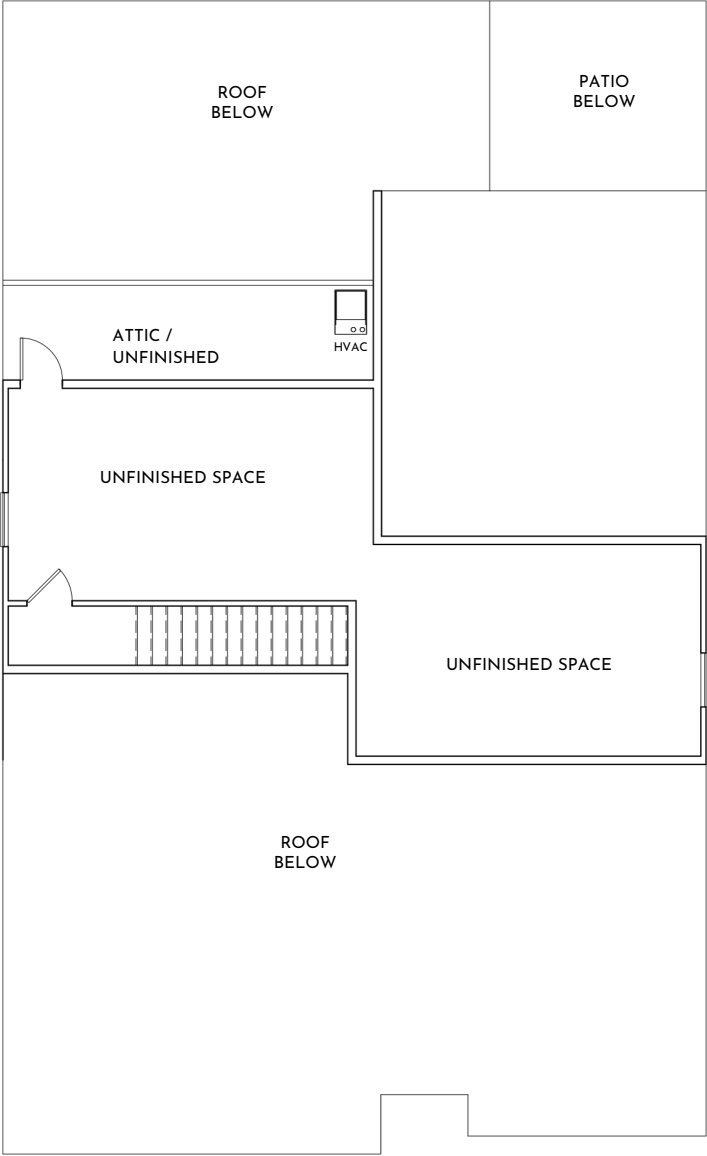 ROOF
BELOW
PATIO
BELOW
ATTIC /
UNFINISHED
HVAC
UNFINISHED SPACE
UNFINISHED SPACE
ROOF
BELOW